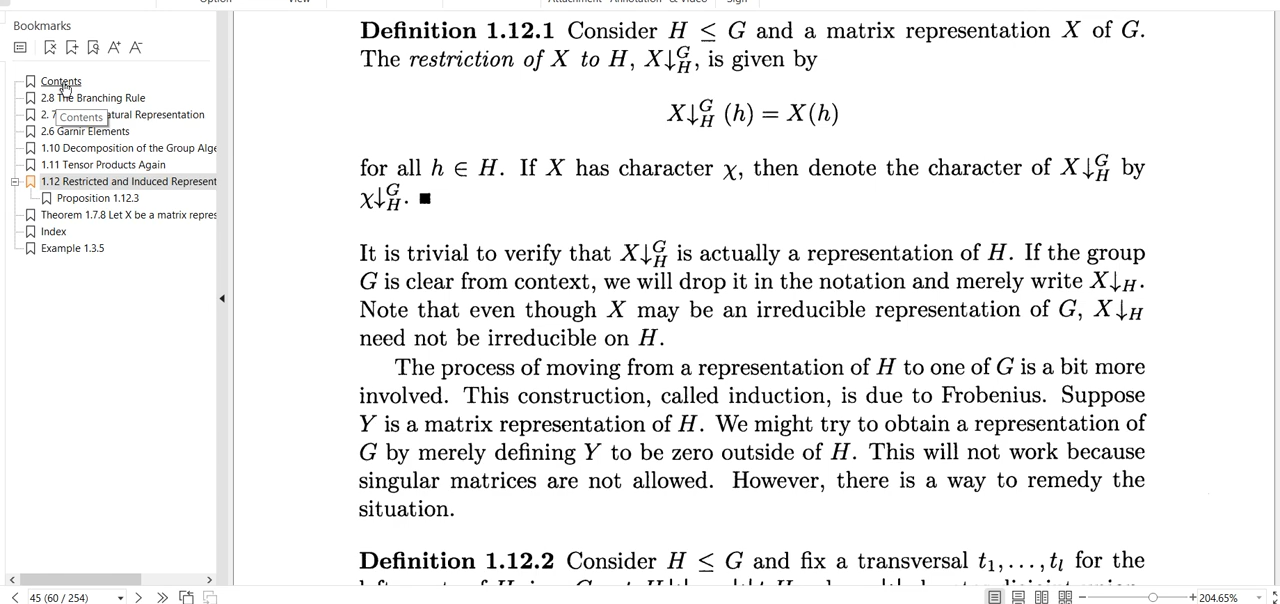 Option View Attachment Annotation & Video Sign
Bookmarks
Contents
2.8 The Branching Rule
2. 7 atural Representation
Contents
2.6 Garnir Elements
1.10 Decomposition of the Group Alge
1.11 Tensor Products Again
1.12 Restricted and Induced Represent
Proposition 1.12.3
Theorem 1.7.8 Let X be a matrix repres
Index
Example 1.3.5
Definition 1.12.1 Consider H ≤ G and a matrix representation X of G.
The restriction of X to H, X↓ᴳ_H, is given by
X↓ᴳ_H (h) = X(h)
for all h ∈ H. If X has character χ, then denote the character of X↓ᴳ_H by
χ↓ᴳ_H. ■
It is trivial to verify that X↓ᴳ_H is actually a representation of H. If the group
G is clear from context, we will drop it in the notation and merely write X↓_H.
Note that even though X may be an irreducible representation of G, X↓_H
need not be irreducible on H.
The process of moving from a representation of H to one of G is a bit more
involved. This construction, called induction, is due to Frobenius. Suppose
Y is a matrix representation of H. We might try to obtain a representation of
G by merely defining Y to be zero outside of H. This will not work because
singular matrices are not allowed. However, there is a way to remedy the
situation.
Definition 1.12.2 Consider H ≤ G and fix a transversal t₁,...,t_l for the
45 (60 / 254)
204.65%